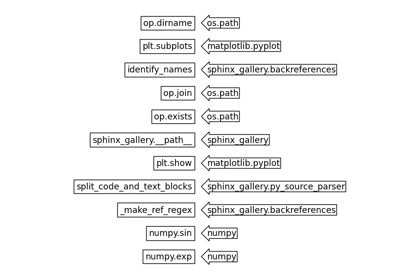 op.dirname os.path
plt.subplots matplotlib.pyplot
identify_names sphinx_gallery.backreferences
op.join os.path
op.exists os.path
sphinx_gallery.__path__ sphinx_gallery
plt.show matplotlib.pyplot
split_code_and_text_blocks sphinx_gallery.py_source_parser
_make_ref_regex sphinx_gallery.backreferences
numpy.sin numpy
numpy.exp numpy